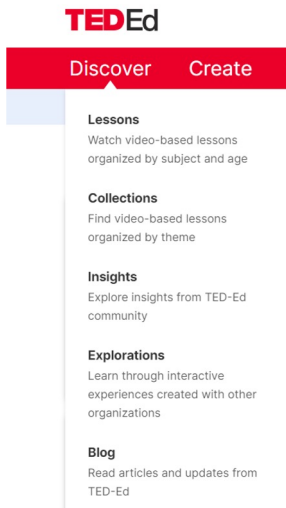 TEDEd
Discover Create
Lessons
Watch video-based lessons
organized by subject and age
Collections
Find video-based lessons
organized by theme
Insights
Explore insights from TED-Ed
community
Explorations
Learn through interactive
experiences created with other
organizations
Blog
Read articles and updates from
TED-Ed